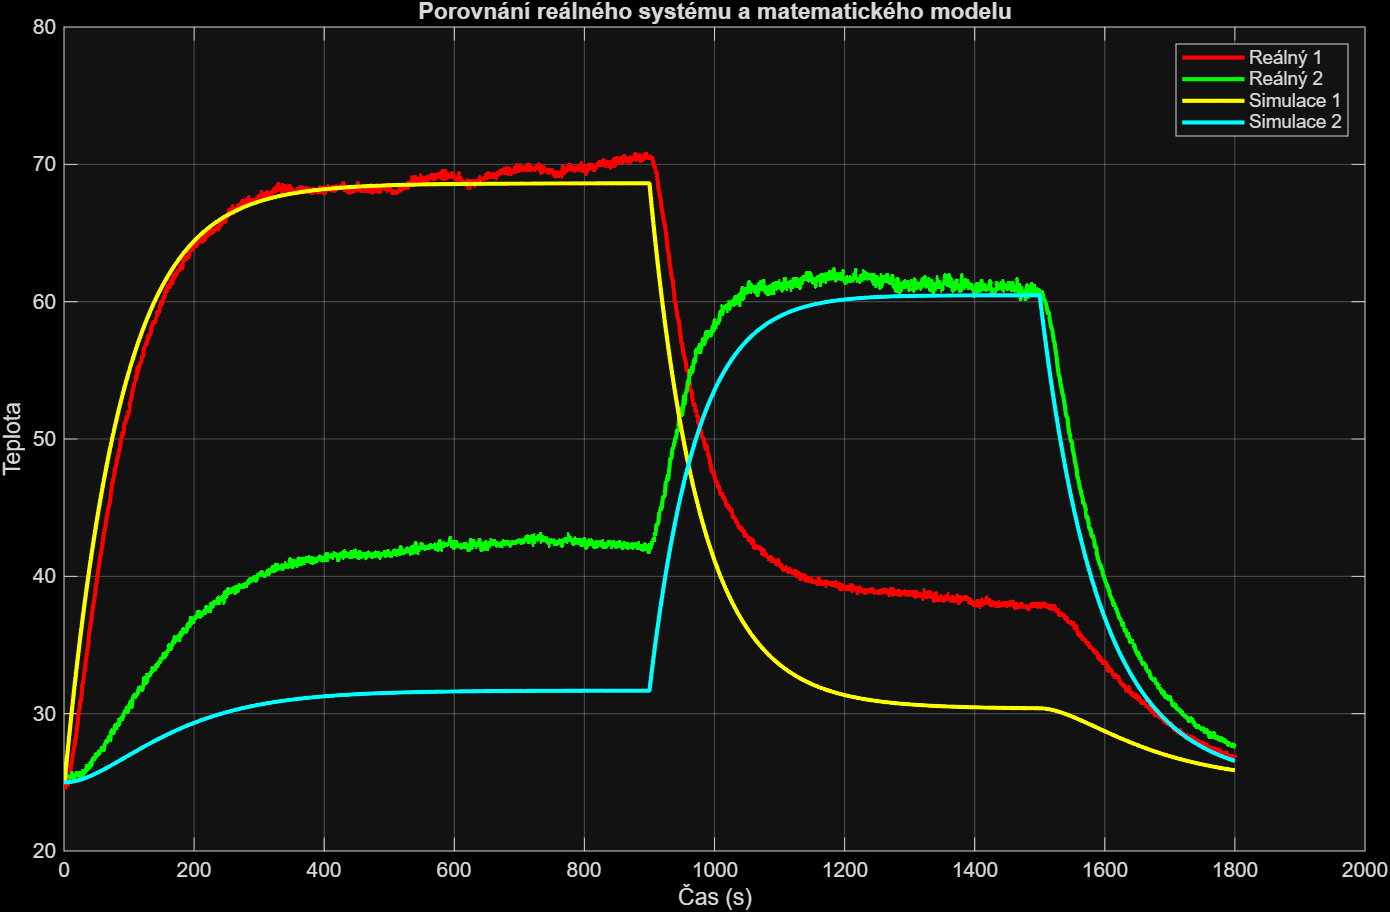 Porovnání reálného systému a matematického modelu
Reálný 1
Reálný 2
Simulace 1
Simulace 2
80
70
60
50
40
30
20
Teplota
0 200 400 600 800 1000 1200 1400 1600 1800 2000
Čas (s)